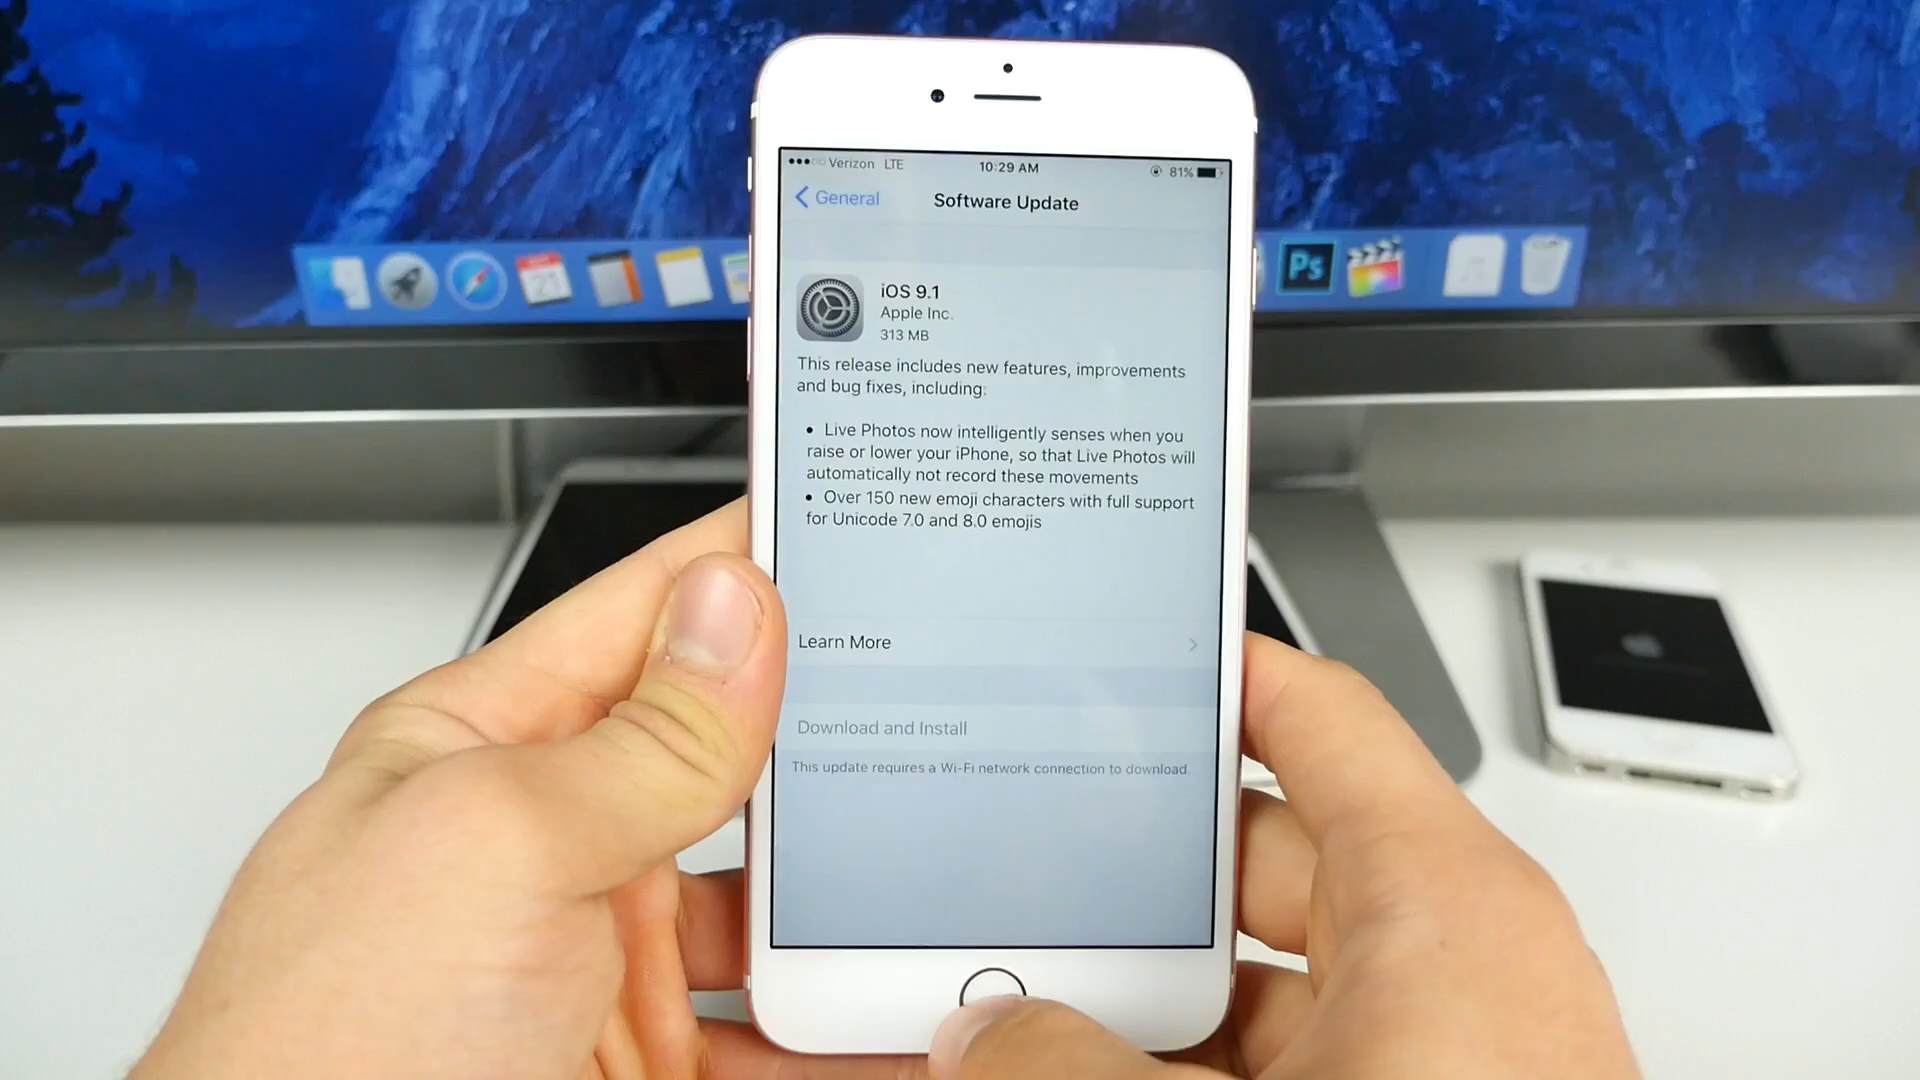 Verizon LTE 10:29 AM 81%
General Software Update
iOS 9.1
Apple Inc.
313 MB
This release includes new features, improvements
and bug fixes, including:
• Live Photos now intelligently senses when you
raise or lower your iPhone, so that Live Photos will
automatically not record these movements
• Over 150 new emoji characters with full support
for Unicode 7.0 and 8.0 emojis
Learn More
Download and Install
This update requires a Wi-Fi network connection to download.
21
Ps